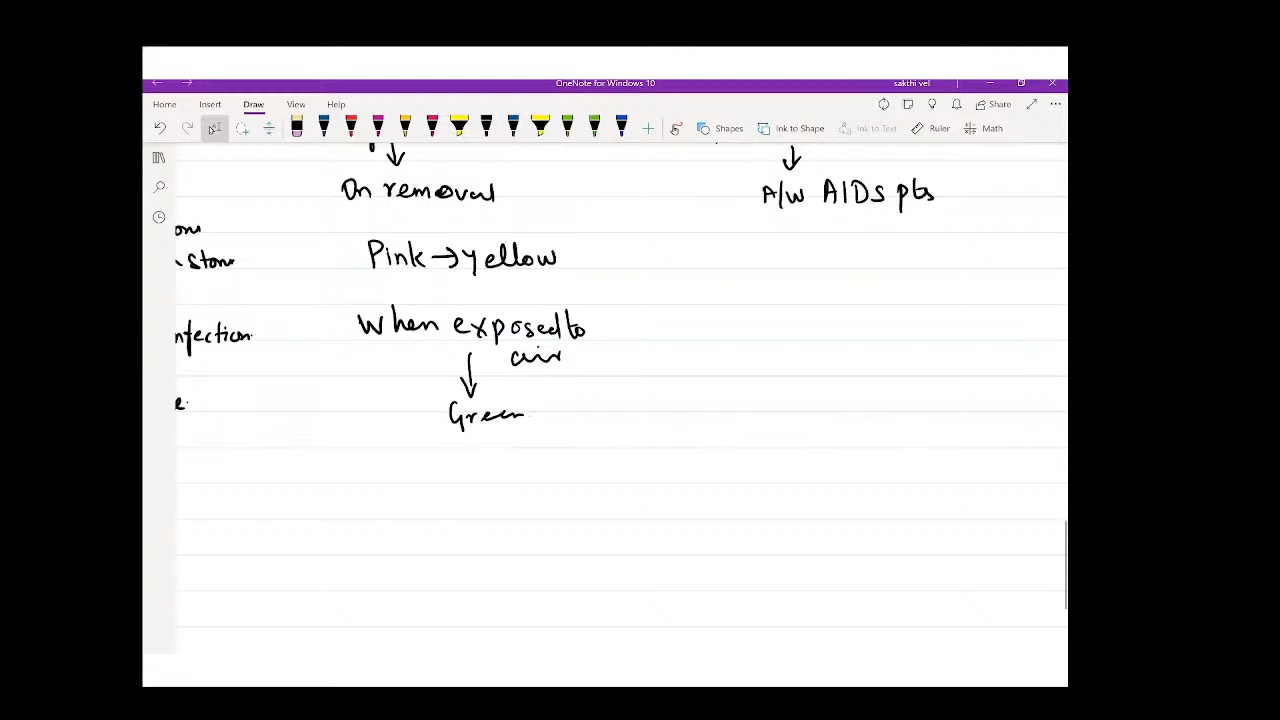 OneNote for Windows 10
sakthi vel
Home Insert Draw View Help
Share
Shapes
Ink to Shape
Ink to Text
Ruler
Math
On removal
A/W AIDs pts
Stone
Pink → yellow
When exposed to
air
nfection
Green